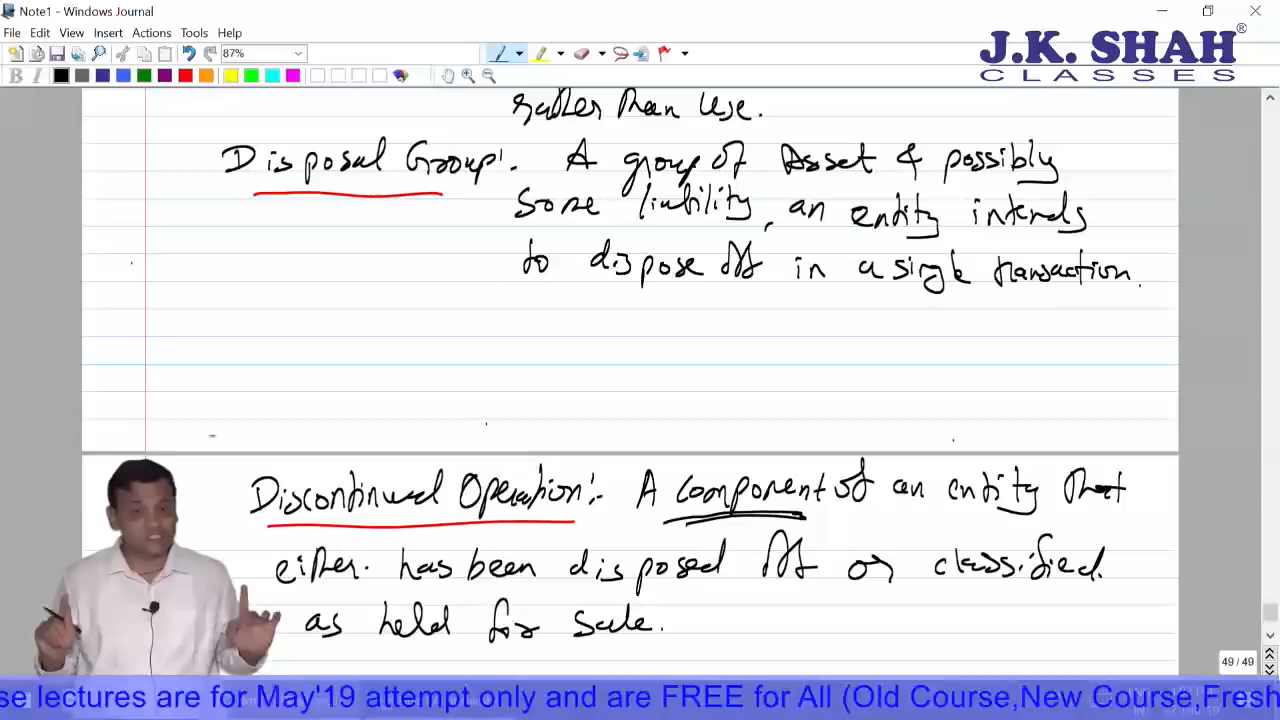 Note1 - Windows Journal
File Edit View Insert Actions Tools Help
87%
J.K. SHAH®
CLASSES
rather than use.
Disposal Group:. A group of Asset & possibly
some liability, an entity intends
to dispose off in a single transaction.
Discontinued Operation:. A component of an entity that
either. has been disposed off or classified.
as held for sale.
49 / 49
se lectures are for May'19 attempt only and are FREE for All (Old Course,New Course,Fresh